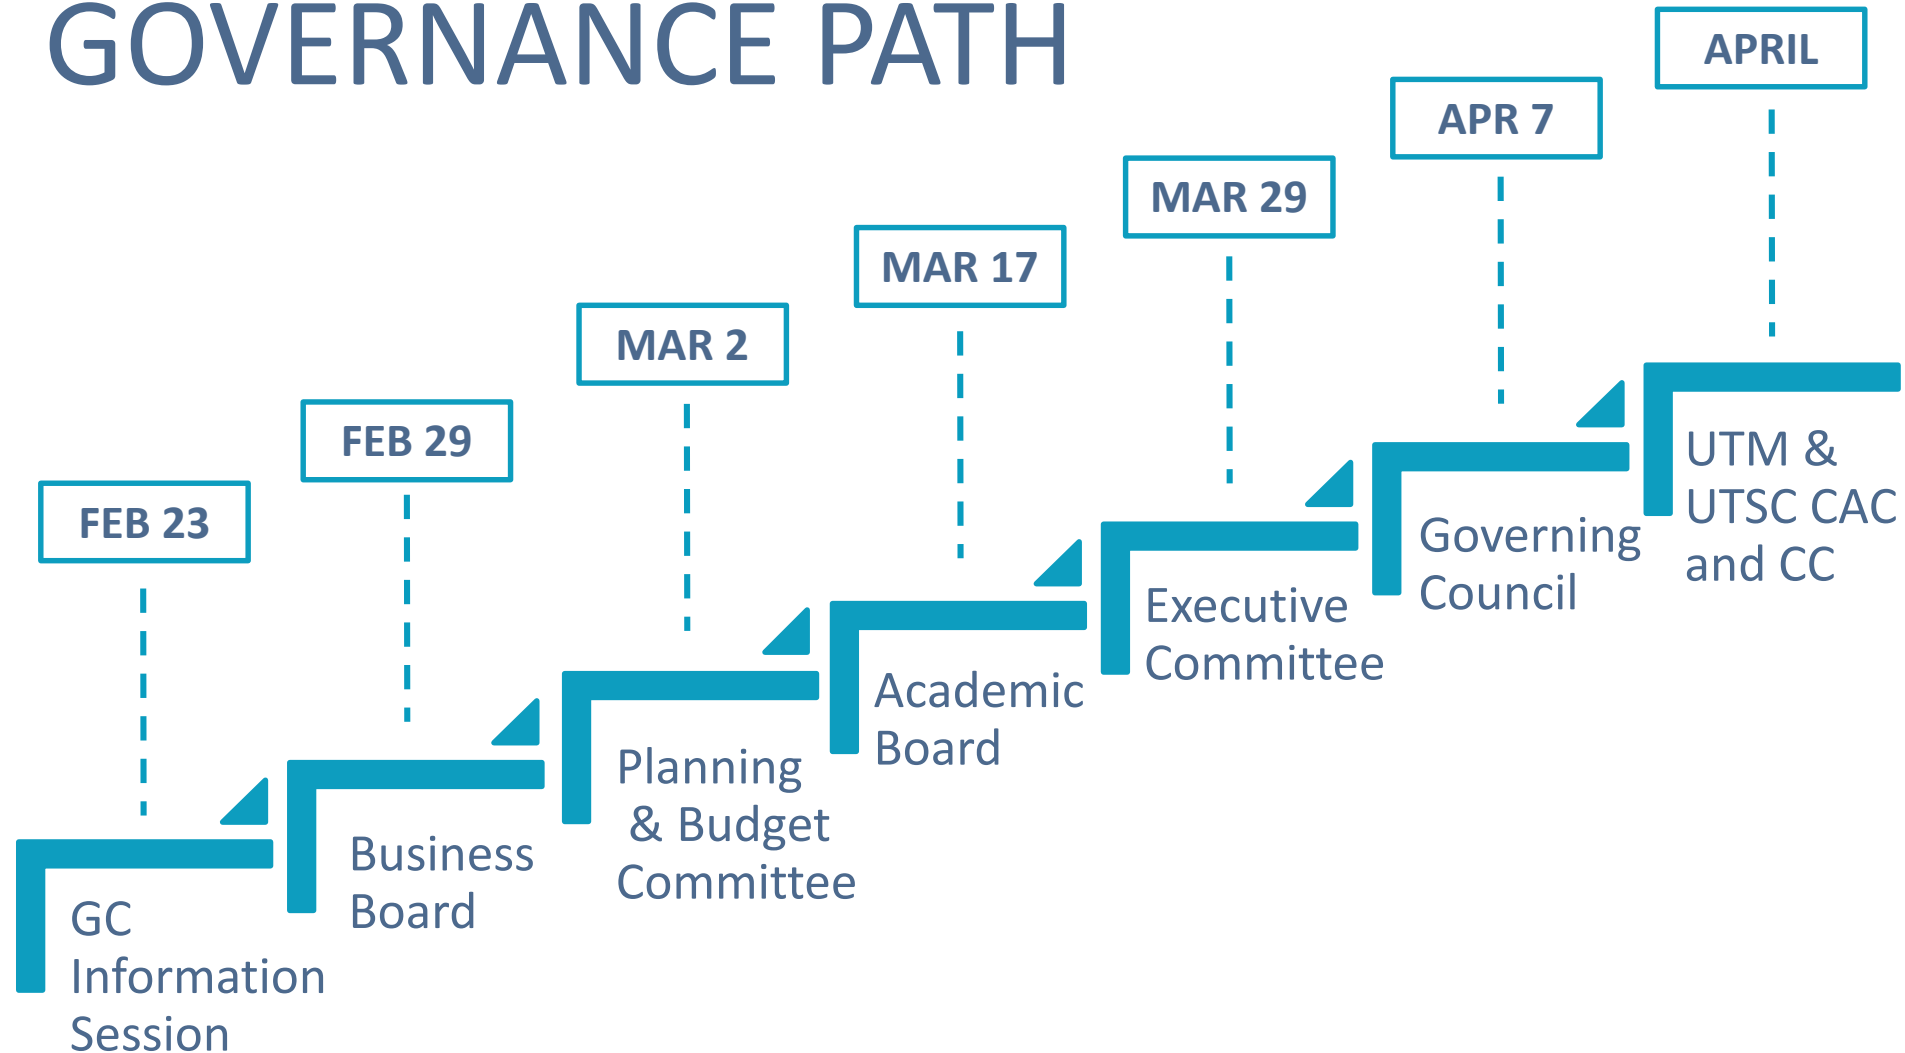 GOVERNANCE PATH
FEB 23
GC
Information
Session
FEB 29
Business
Board
MAR 2
Planning
& Budget
Committee
MAR 17
Academic
Board
MAR 29
Executive
Committee
APR 7
Governing
Council
APRIL
UTM &
UTSC CAC
and CC